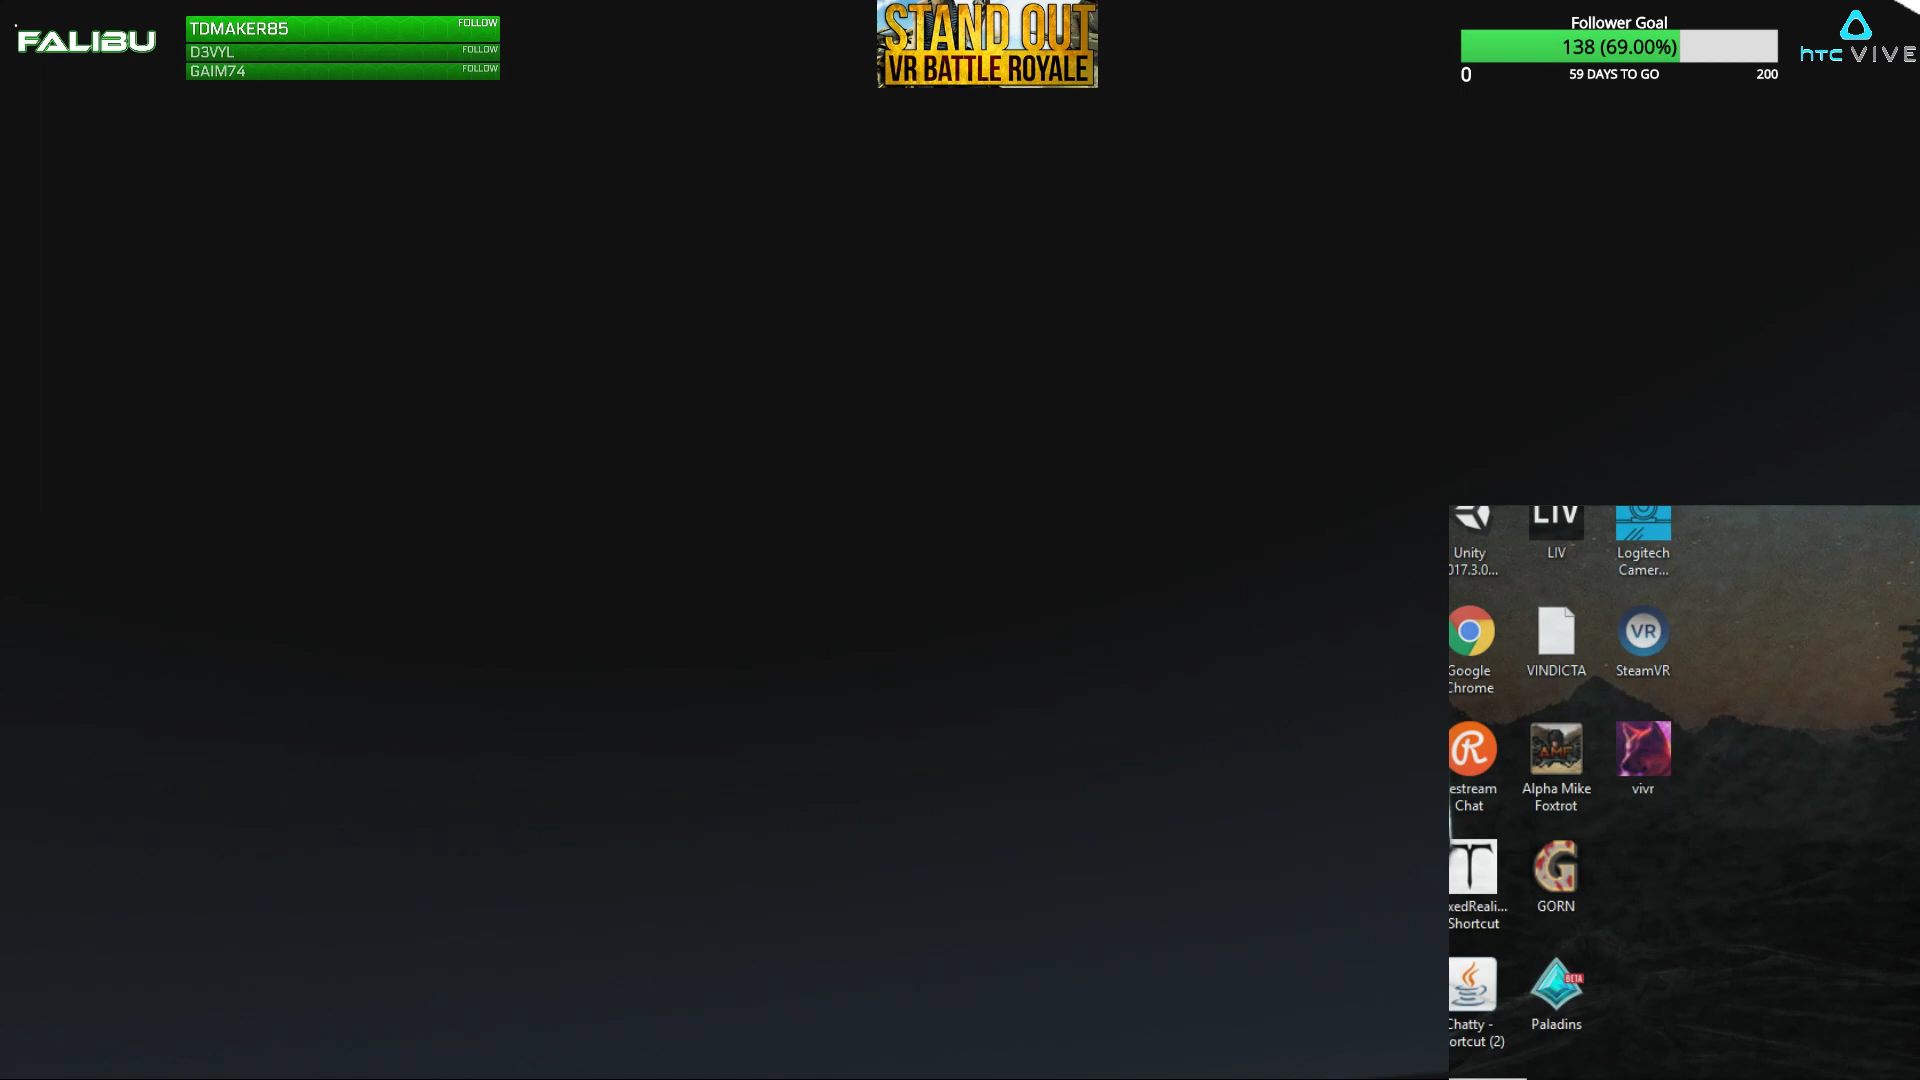 FALIBU
TDMAKER85 FOLLOW
D3VYL FOLLOW
GAIM74 FOLLOW
STAND OUT
VR BATTLE ROYALE
Follower Goal
138 (69.00%)
0 59 DAYS TO GO 200
htc VIVE
Unity
017.3.0...
LIV
LIV
Logitech
Camer...
Google
Chrome
VINDICTA
VR
SteamVR
R
estream
Chat
AMF
Alpha Mike
Foxtrot
vivr
xedReali...
Shortcut
G
GORN
Chatty -
ortcut (2)
BETA
Paladins